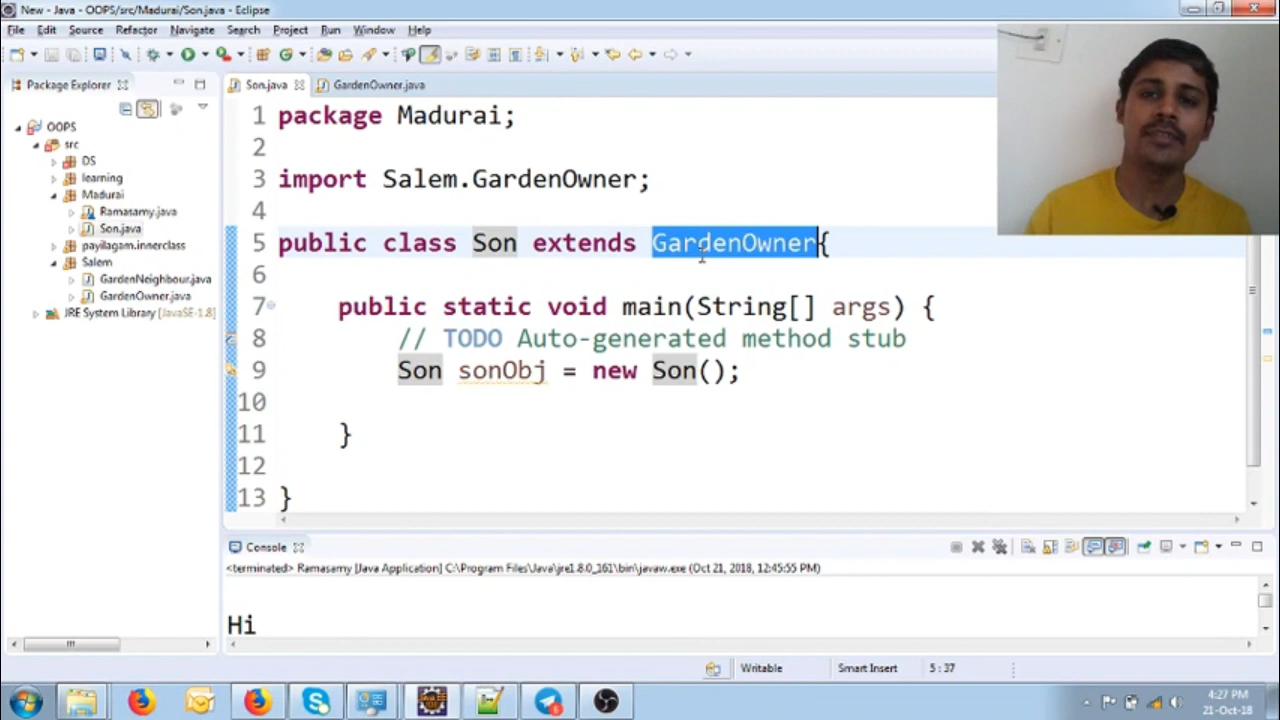 New - Java - OOPS/src/Madurai/Son.java - Eclipse
File Edit Source Refactor Navigate Search Project Run Window Help
Package Explorer
OOPS
src
DS
learning
Madurai
Ramasamy.java
Son.java
payilagam.innerclass
Salem
GardenNeighbour.java
GardenOwner.java
JRE System Library [JavaSE-1.8]
Son.java GardenOwner.java
1 package Madurai;
2
3 import Salem.GardenOwner;
4
5 public class Son extends GardenOwner{
6
7 public static void main(String[] args) {
8 // TODO Auto-generated method stub
9 Son sonObj = new Son();
10
11 }
12
13 }
Console
<terminated> Ramasamy [Java Application] C:\Program Files\Java\jre1.8.0_161\bin\javaw.exe (Oct 21, 2018, 12:45:55 PM)
Hi
Writable Smart Insert 5 : 37
4:27 PM
21-Oct-18